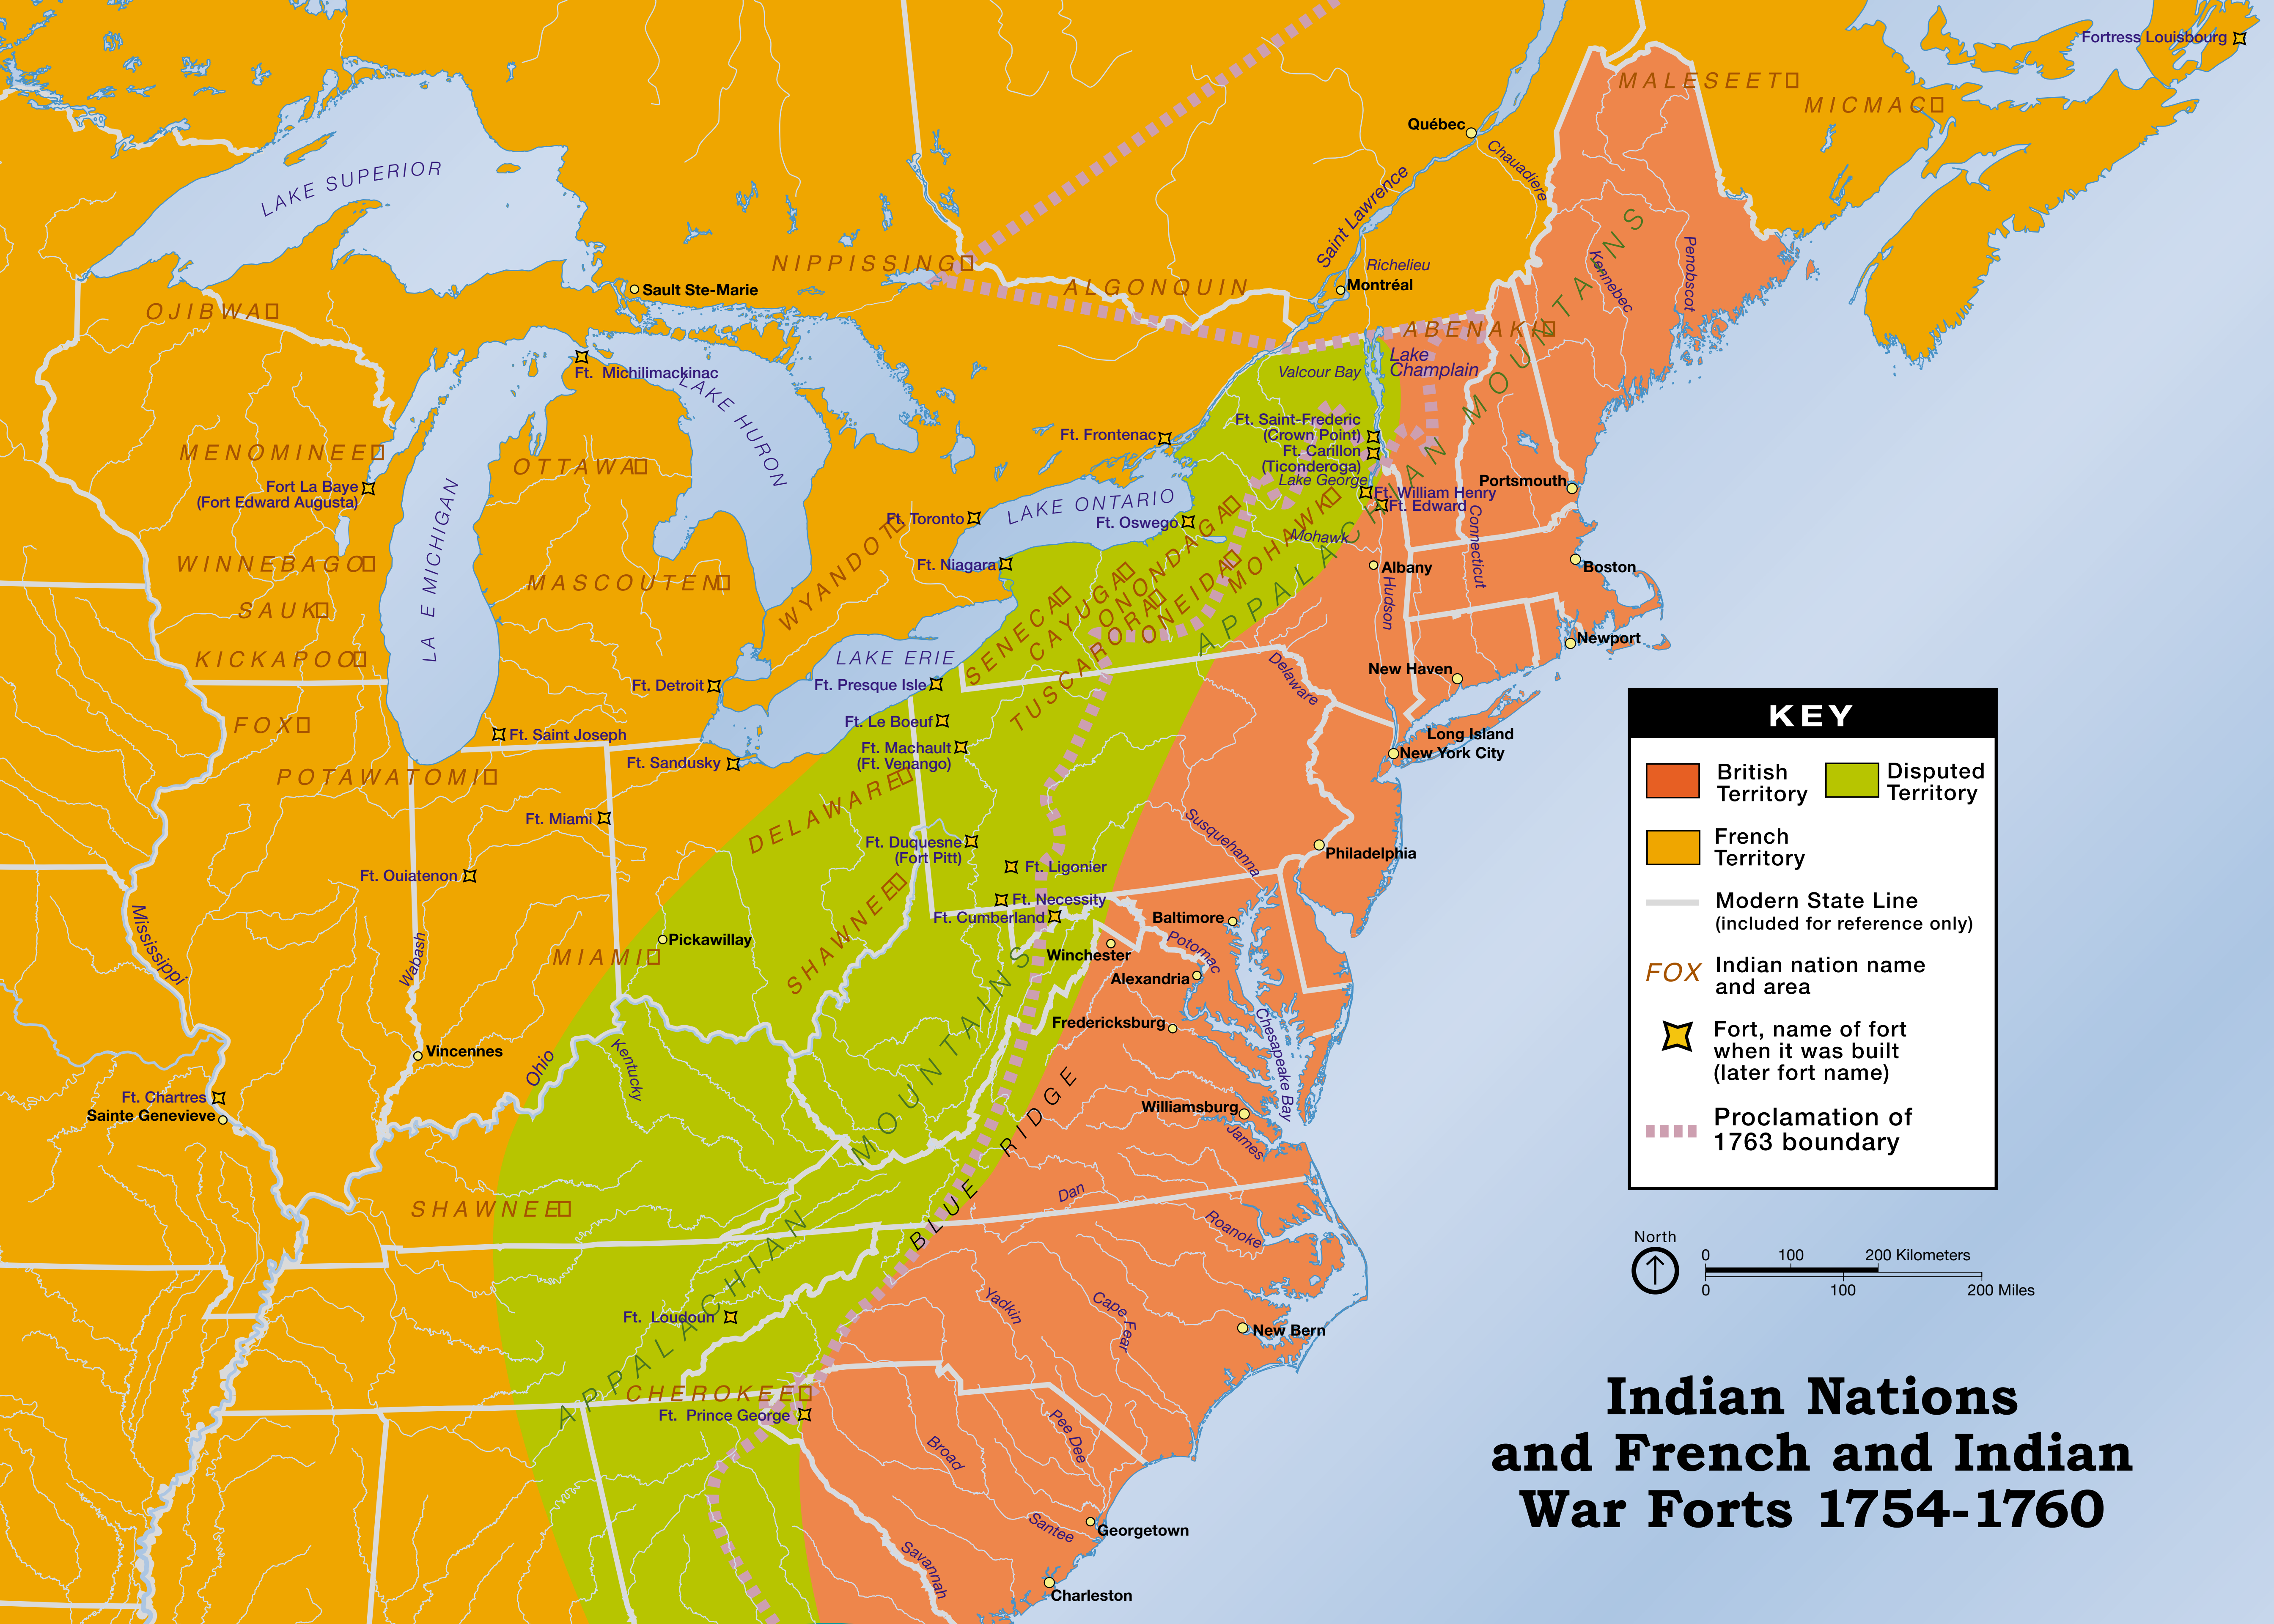 Fortress Louisbourg
MALESEET
MICMAC
Québec
Chaudiere
LAKE SUPERIOR
Saint Lawrence
Penobscot
Kennebec
NIPPISSING
ALGONQUIN
Richelieu
Montréal
Sault Ste-Marie
OJIBWA
ABENAKI
Lake
Champlain
Valcour Bay
Ft. Michilimackinac
LAKE HURON
Ft. Saint-Frederic
(Crown Point)
Ft. Carillon
(Ticonderoga)
Lake George
Ft. Frontenac
MENOMINEE
OTTAWA
Fort La Baye
(Fort Edward Augusta)
LA E MICHIGAN
Portsmouth
Ft. William Henry
Ft. Edward
LAKE ONTARIO
Ft. Toronto
Ft. Oswego
Mohawk
Connecticut
WINNEBAGO
WYANDOT
Ft. Niagara
Albany
Boston
MASCOUTEN
SAUK
SENECA
CAYUGA
ONONDAGA
TUSCARORA
ONEIDA
MOHAWK
Hudson
Newport
KICKAPOO
LAKE ERIE
New Haven
Delaware
Ft. Detroit
Ft. Presque Isle
FOX
Ft. Le Boeuf
Ft. Saint Joseph
Long Island
New York City
Ft. Machault
(Ft. Venango)
Ft. Sandusky
POTAWATOMI
DELAWARE
Ft. Miami
Susquehanna
Ft. Duquesne
(Fort Pitt)
Philadelphia
Ft. Ligonier
Ft. Ouiatenon
SHAWNEE
Ft. Necessity
Ft. Cumberland
Baltimore
Mississippi
Wabash
Pickawillay
MIAMI
Potomac
Winchester
Alexandria
Fredericksburg
Chesapeake Bay
Vincennes
Ohio
Kentucky
Ft. Chartres
Sainte Genevieve
Williamsburg
James
APPALACHIAN MOUNTAINS
APPALACHIAN MOUNTAINS
BLUE RIDGE
SHAWNEE
Dan
Roanoke
Yadkin
Cape Fear
Ft. Loudoun
New Bern
CHEROKEE
Ft. Prince George
Pee Dee
Broad
Santee
Georgetown
Savannah
Charleston
KEY
British
Territory
Disputed
Territory
French
Territory
Modern State Line
(included for reference only)
FOX
Indian nation name
and area
Fort, name of fort
when it was built
(later fort name)
Proclamation of
1763 boundary
North
0 100 200 Kilometers
0 100 200 Miles
Indian Nations
and French and Indian
War Forts 1754-1760